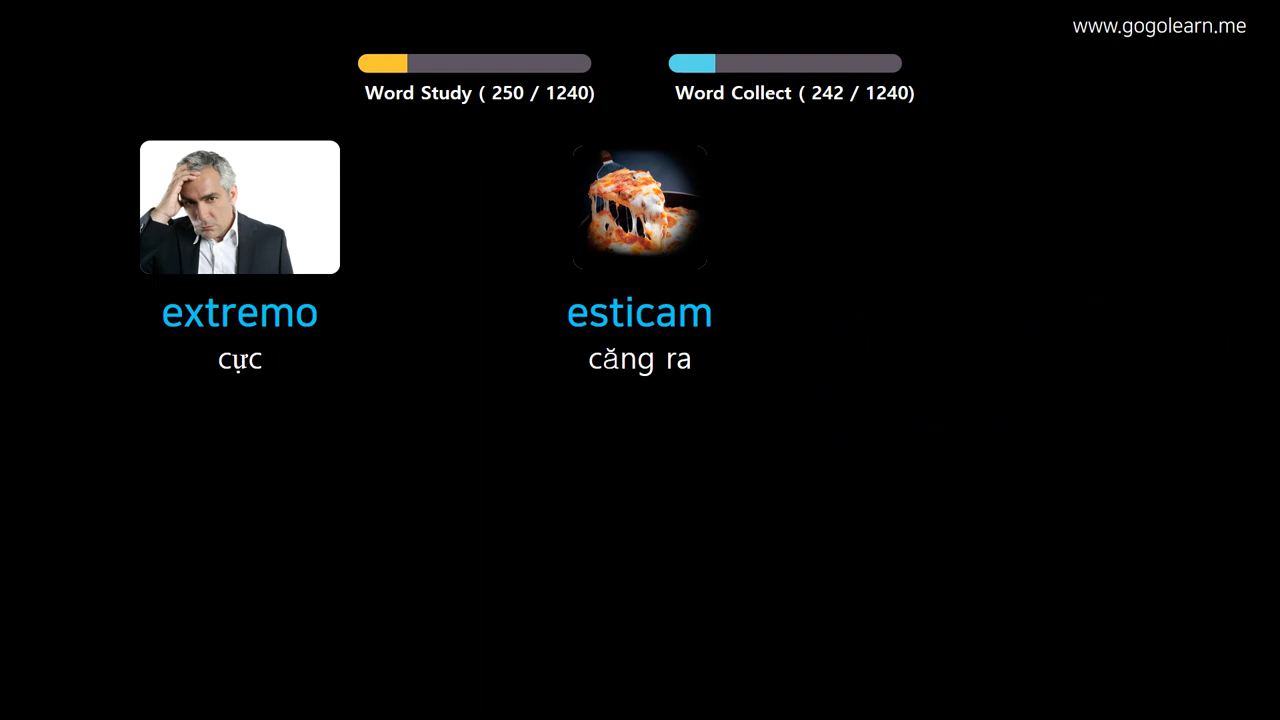 www.gogolearn.me
Word Study ( 250 / 1240)
Word Collect ( 242 / 1240)
extremo
cực
esticam
căng ra